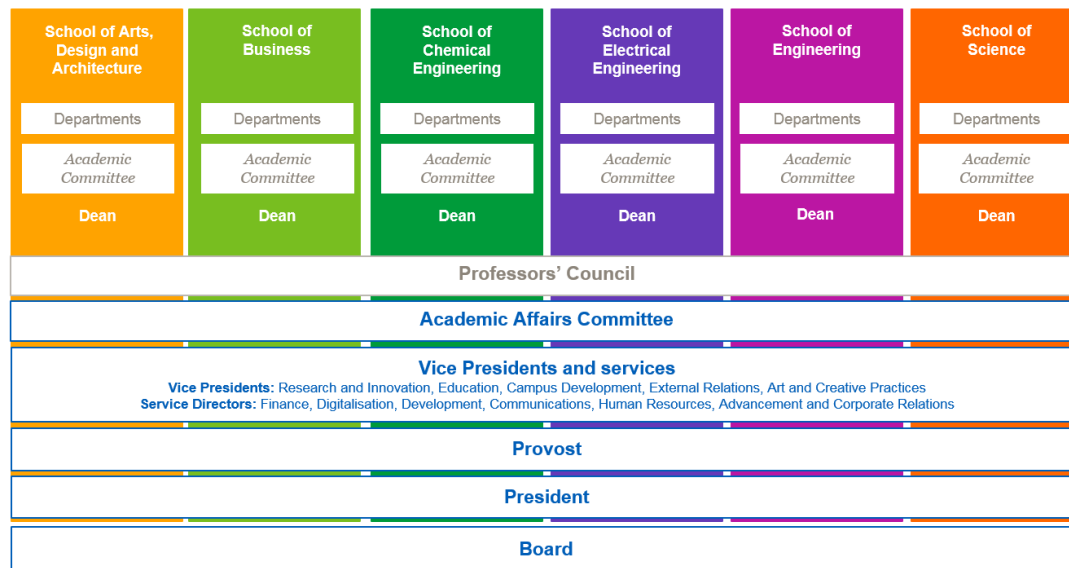 School of Arts,
Design and
Architecture
Departments
Academic
Committee
Dean
School of
Business
Departments
Academic
Committee
Dean
School of
Chemical
Engineering
Departments
Academic
Committee
Dean
School of
Electrical
Engineering
Departments
Academic
Committee
Dean
School of
Engineering
Departments
Academic
Committee
Dean
School of
Science
Departments
Academic
Committee
Dean
Professors’ Council
Academic Affairs Committee
Vice Presidents and services
Vice Presidents: Research and Innovation, Education, Campus Development, External Relations, Art and Creative Practices
Service Directors: Finance, Digitalisation, Development, Communications, Human Resources, Advancement and Corporate Relations
Provost
President
Board